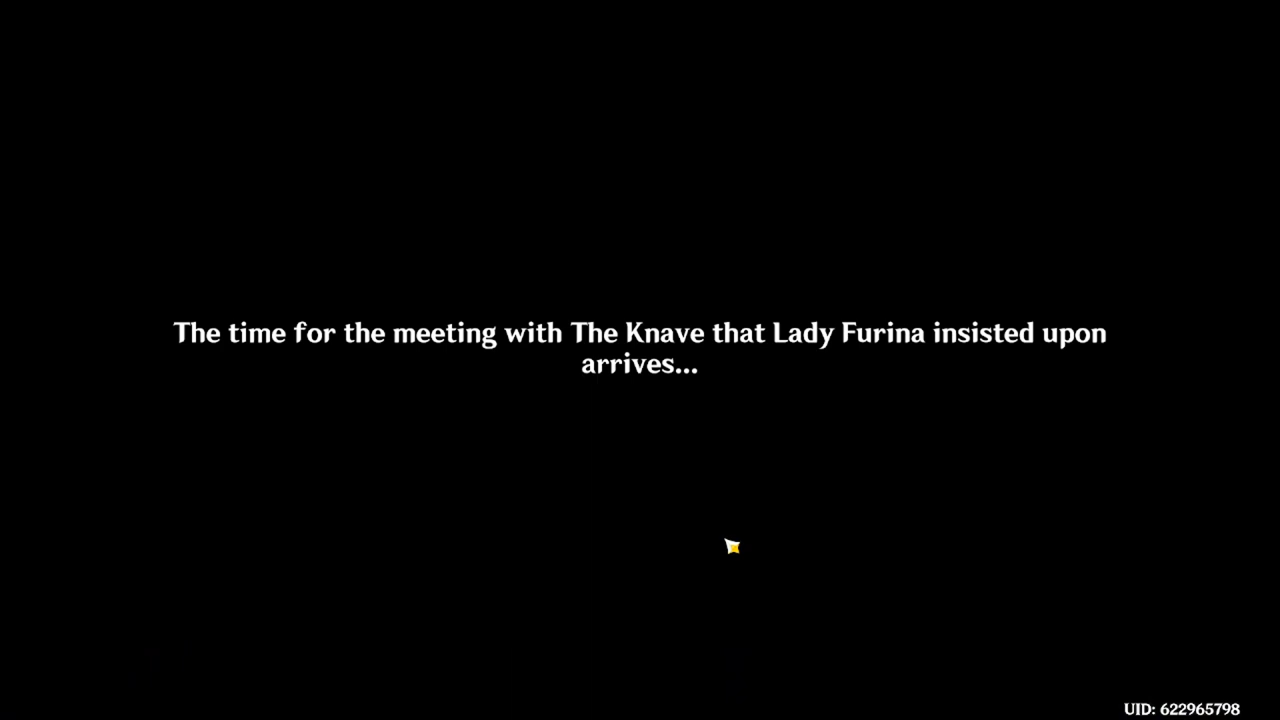 The time for the meeting with The Knave that Lady Furina insisted upon
arrives...
UID: 622965798